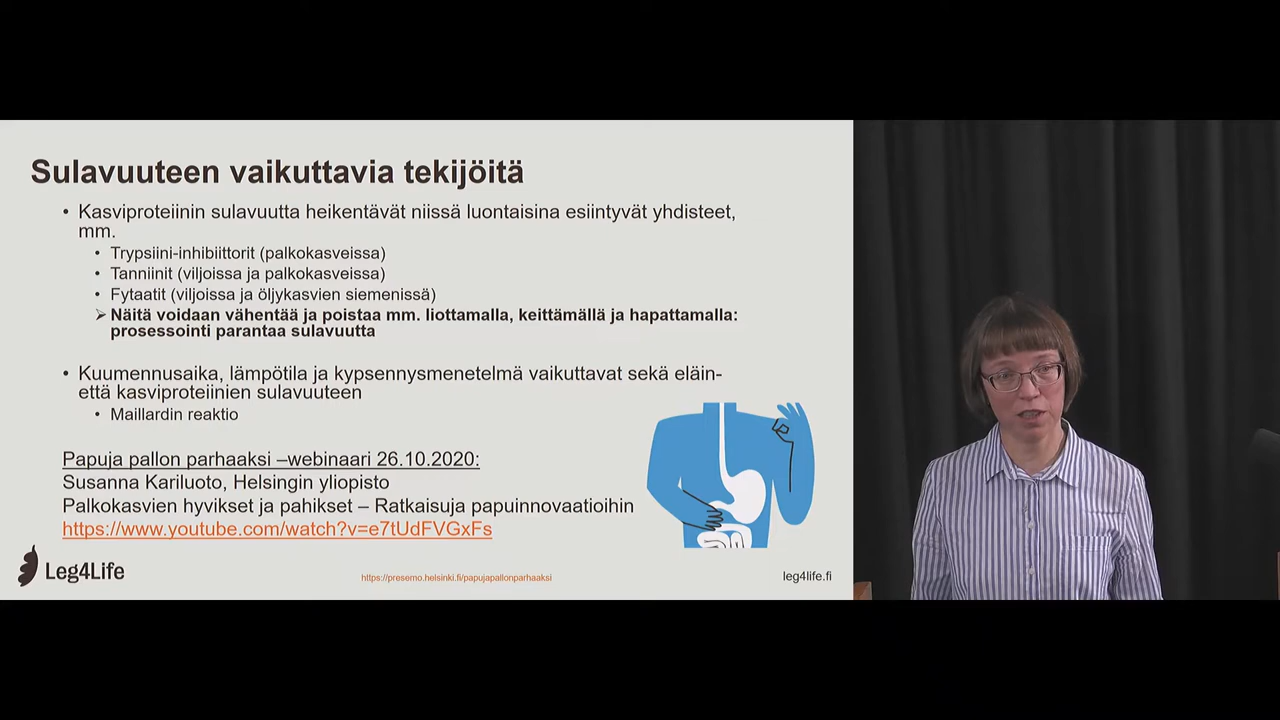 Sulavuuteen vaikuttavia tekijöitä
• Kasviproteiinin sulavuutta heikentävät niissä luontaisina esiintyvät yhdisteet,
mm.
• Trypsiini-inhibiittorit (palkokasveissa)
• Tanniinit (viljoissa ja palkokasveissa)
• Fytaatit (viljoissa ja öljykasvien siemenissä)
➢ Näitä voidaan vähentää ja poistaa mm. liottamalla, keittämällä ja hapattamalla:
prosessointi parantaa sulavuutta
• Kuumennusaika, lämpötila ja kypsennysmenetelmä vaikuttavat sekä eläin-
että kasviproteiinien sulavuuteen
• Maillardin reaktio
Papuja pallon parhaaksi –webinaari 26.10.2020:
Susanna Kariluoto, Helsingin yliopisto
Palkokasvien hyvikset ja pahikset – Ratkaisuja papuinnovaatioihin
https://www.youtube.com/watch?v=e7tUdFVGxFs
Leg4Life
https://presemo.helsinki.fi/papujapallonparhaaksi
leg4life.fi